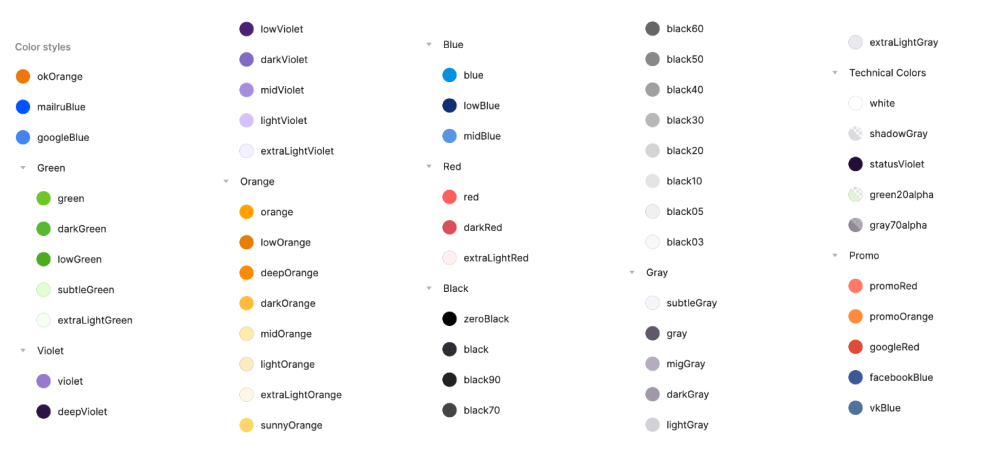 Color styles
okOrange
mailruBlue
googleBlue
Green
green
darkGreen
lowGreen
subtleGreen
extraLightGreen
Violet
violet
deepViolet
lowViolet
darkViolet
midViolet
lightViolet
extraLightViolet
Orange
orange
lowOrange
deepOrange
darkOrange
midOrange
lightOrange
extraLightOrange
sunnyOrange
Blue
blue
lowBlue
midBlue
Red
red
darkRed
extraLightRed
Black
zeroBlack
black
black90
black70
black60
black50
black40
black30
black20
black10
black05
black03
Gray
subtleGray
gray
migGray
darkGray
lightGray
extraLightGray
Technical Colors
white
shadowGray
statusViolet
green20alpha
gray70alpha
Promo
promoRed
promoOrange
googleRed
facebookBlue
vkBlue